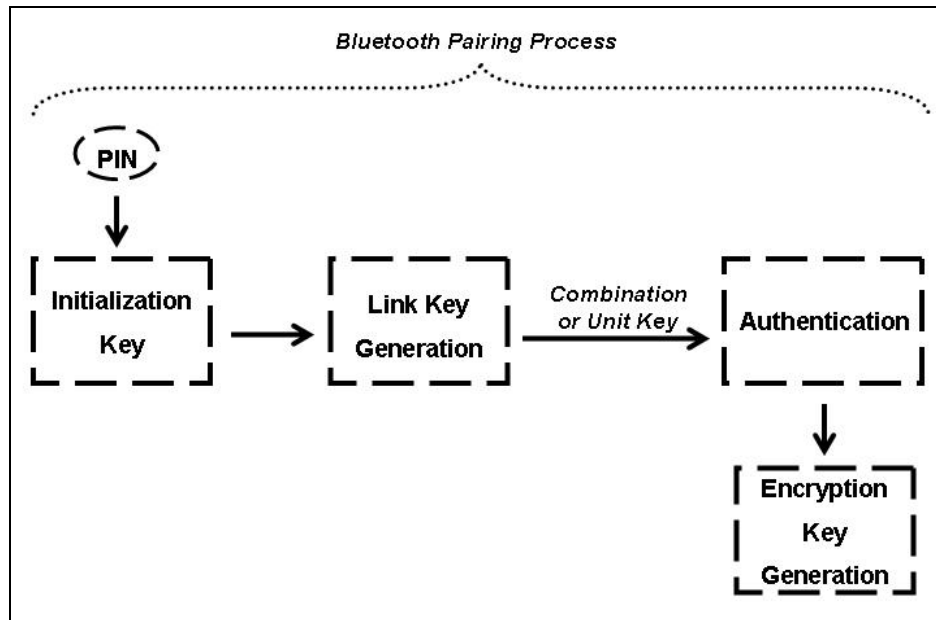 Bluetooth Pairing Process
PIN
Initialization
Key
Link Key
Generation
Combination
or Unit Key
Authentication
Encryption
Key
Generation